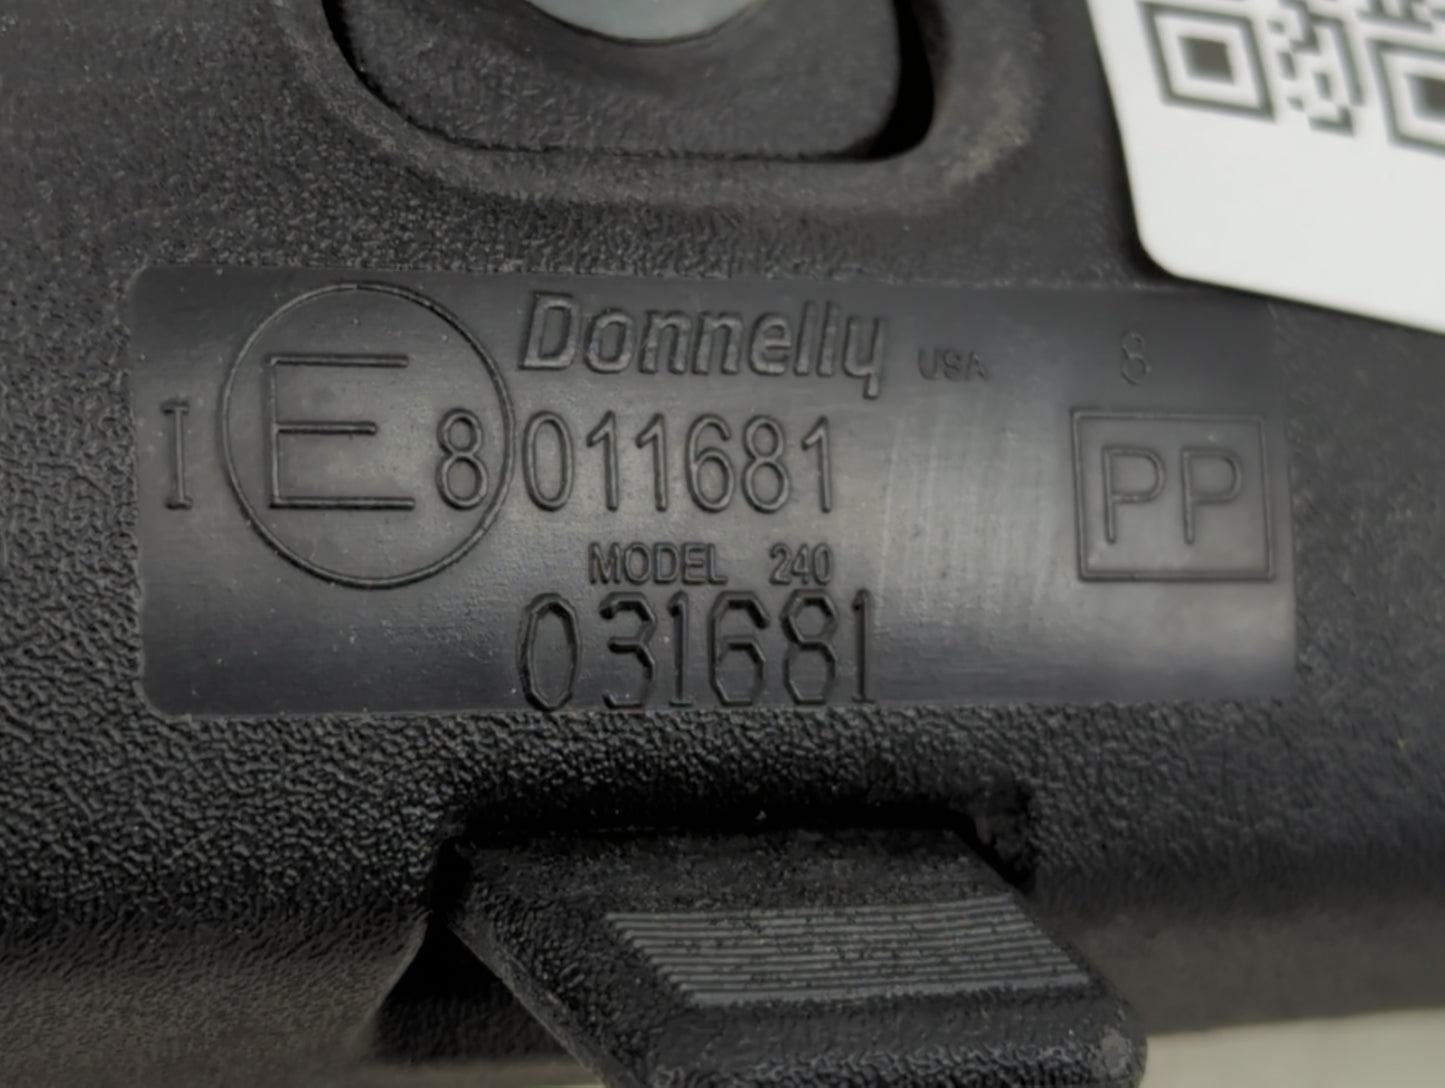 Donnelly USA 8
I E 8 011681 PP
MODEL 240
031681